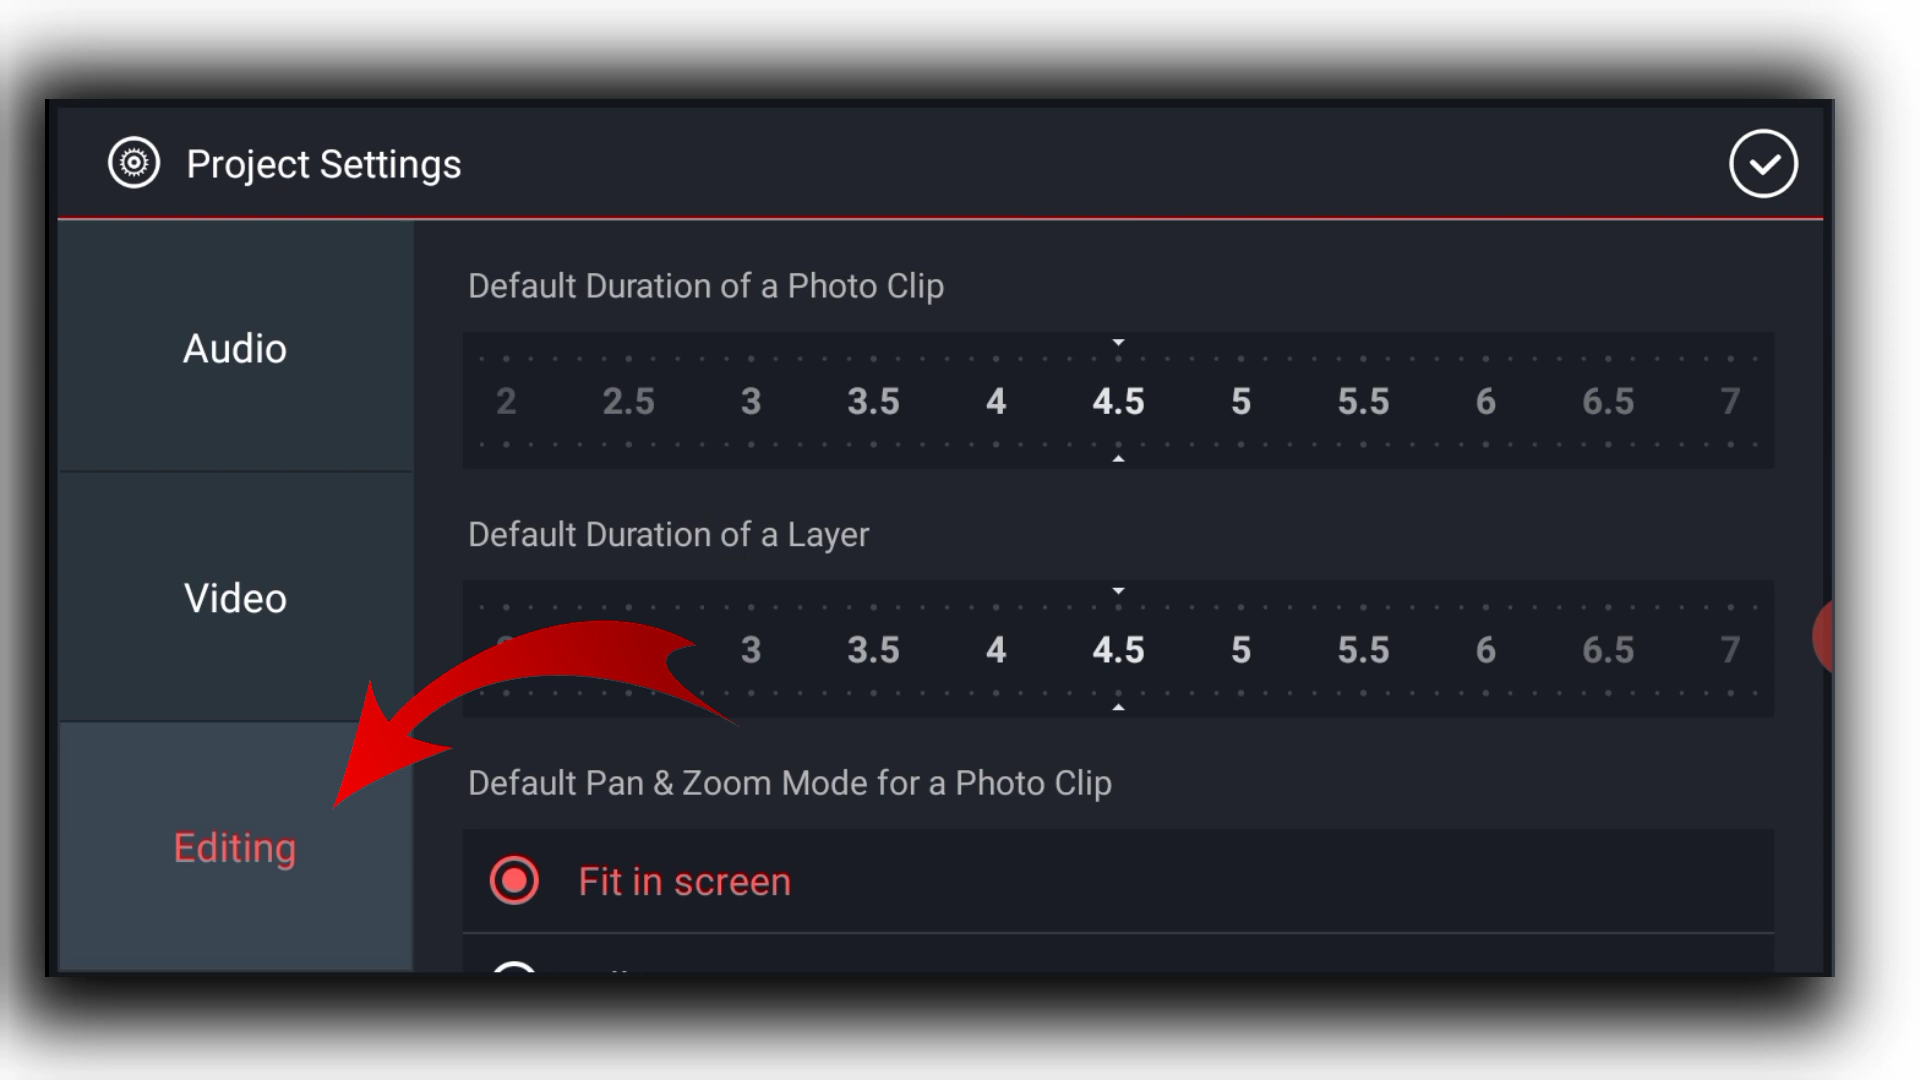 Project Settings
Audio
Default Duration of a Photo Clip
2 2.5 3 3.5 4 4.5 5 5.5 6 6.5 7
Default Duration of a Layer
3 3.5 4 4.5 5 5.5 6 6.5 7
Video
Default Pan & Zoom Mode for a Photo Clip
Editing
Fit in screen